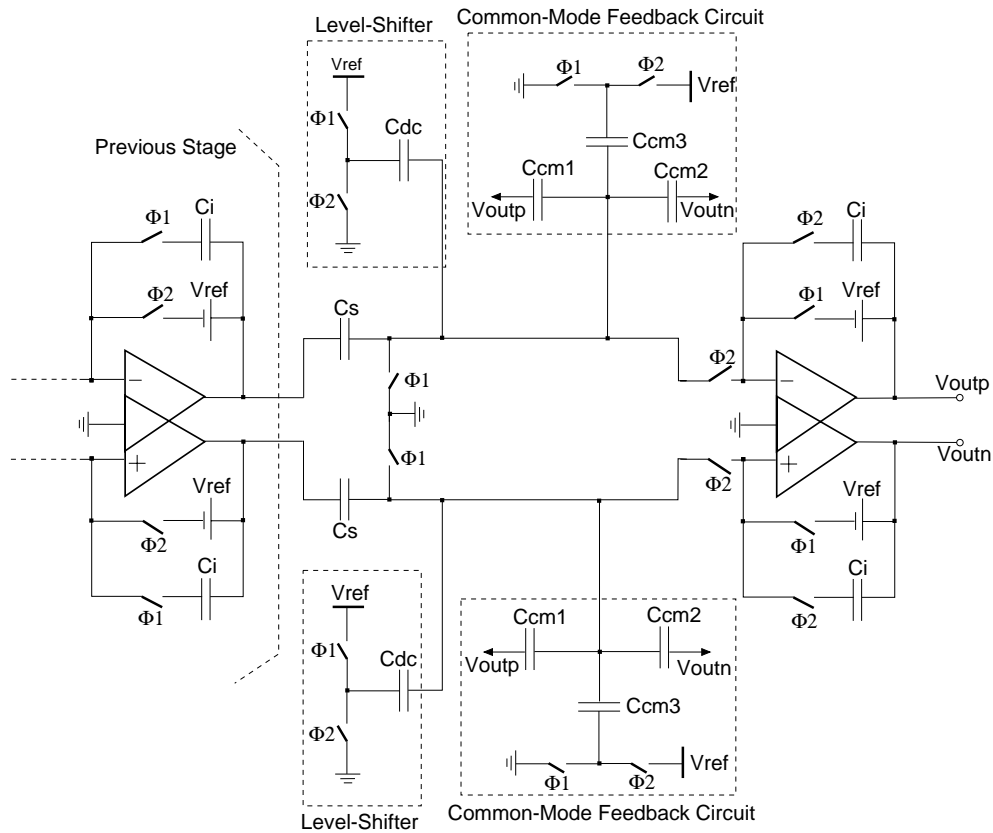 Level-Shifter
Common-Mode Feedback Circuit
Vref
Φ1
Φ2
Vref
Φ1
Cdc
Ccm3
Previous Stage
Ccm1
Ccm2
Φ2
Voutp
Voutn
Φ1
Ci
Φ2
Ci
Φ2
Vref
Φ1
Vref
Cs
Φ1
Φ2
−
−
Voutp
Φ1
+
+
Voutn
Φ2
Vref
Cs
Vref
Φ2
Φ1
Ci
Vref
Ci
Φ1
Ccm1
Ccm2
Φ2
Φ1
Cdc
Voutp
Voutn
Ccm3
Φ2
Vref
Φ1
Φ2
Level-Shifter
Common-Mode Feedback Circuit